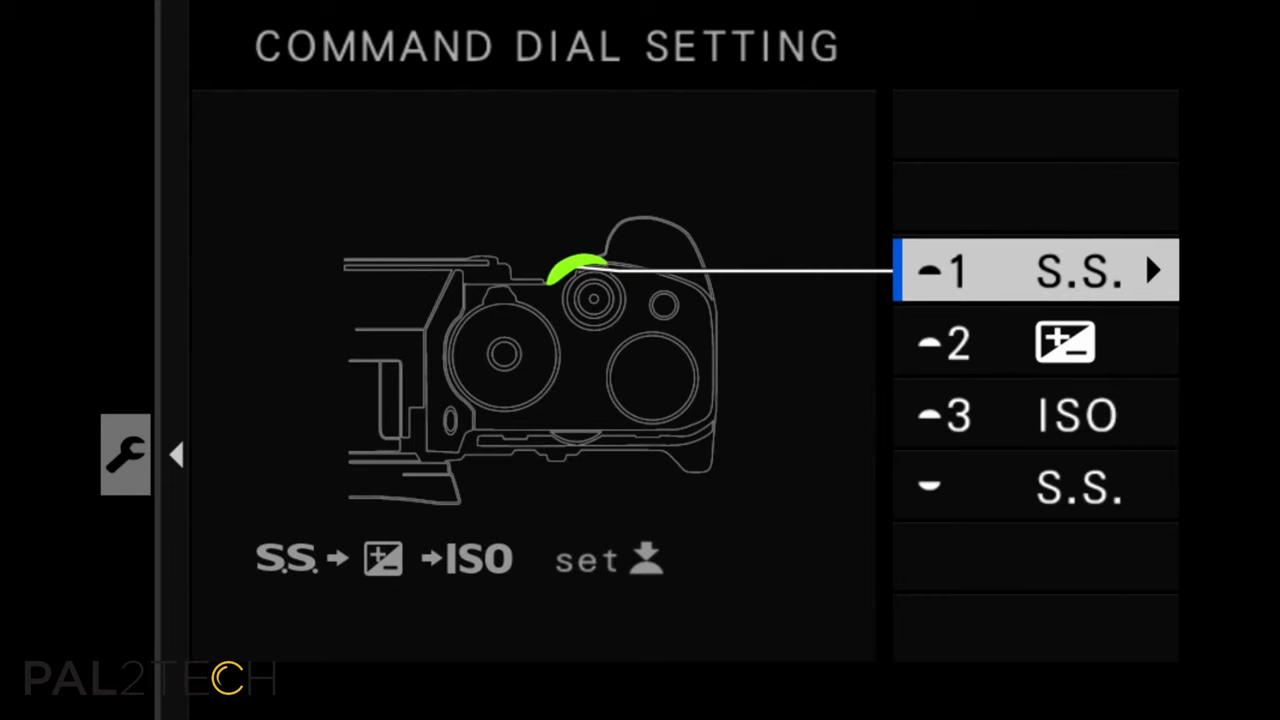 COMMAND DIAL SETTING
1 S.S.
2
3 ISO
S.S.
S.S. ISO set
PAL2TECH